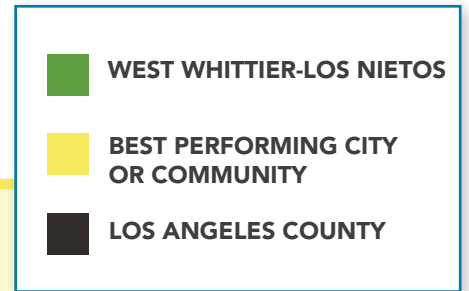 WEST WHITTIER-LOS NIETOS
BEST PERFORMING CITY
OR COMMUNITY
LOS ANGELES COUNTY